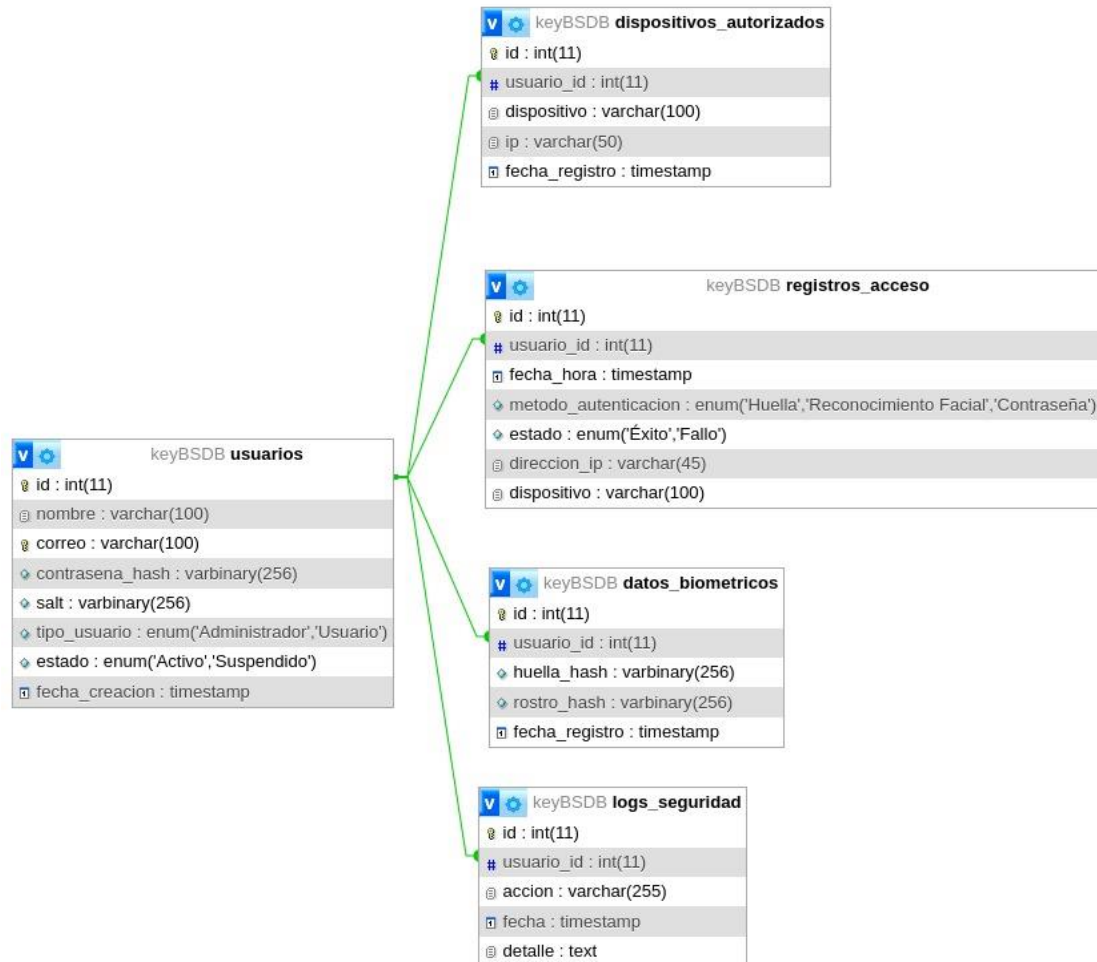 keyBSDB dispositivos_autorizados
id : int(11)
# usuario_id : int(11)
dispositivo : varchar(100)
ip : varchar(50)
fecha_registro : timestamp
keyBSDB registros_acceso
id : int(11)
# usuario_id : int(11)
fecha_hora : timestamp
metodo_autenticacion : enum('Huella','Reconocimiento Facial','Contraseña')
estado : enum('Éxito','Fallo')
direccion_ip : varchar(45)
dispositivo : varchar(100)
v keyBSDB usuarios
id : int(11)
nombre : varchar(100)
correo : varchar(100)
contrasena_hash : varbinary(256)
salt : varbinary(256)
tipo_usuario : enum('Administrador','Usuario')
estado : enum('Activo','Suspendido')
fecha_creacion : timestamp
v keyBSDB datos_biometricos
id : int(11)
# usuario_id : int(11)
huella_hash : varbinary(256)
rostro_hash : varbinary(256)
fecha_registro : timestamp
v keyBSDB logs_seguridad
id : int(11)
# usuario_id : int(11)
accion : varchar(255)
fecha : timestamp
detalle : text